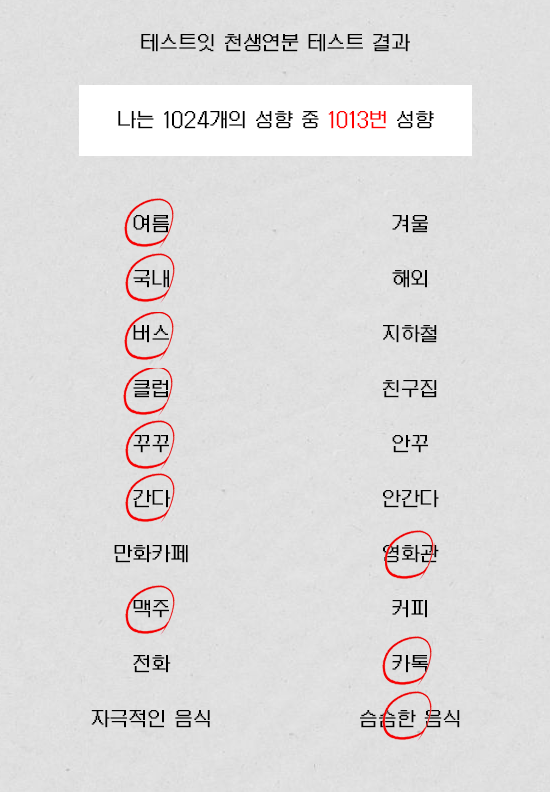 테스트잇 천생연분 테스트 결과
나는 1024개의 성향 중 1013번 성향
여름 겨울
국내 해외
버스 지하철
클럽 친구집
꾸꾸 안꾸
간다 안간다
만화카페 영화관
맥주 커피
전화 카톡
자극적인 음식 슴슴한 음식